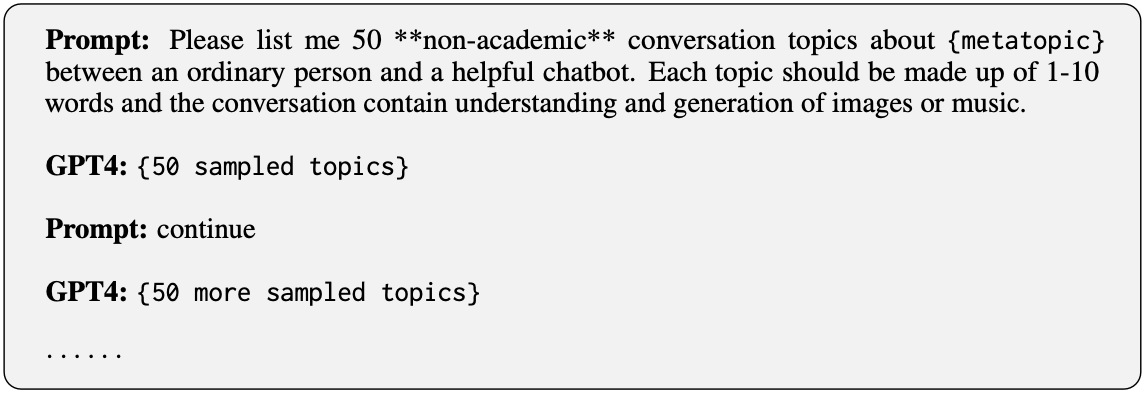 Prompt: Please list me 50 **non-academic** conversation topics about {metatopic}
between an ordinary person and a helpful chatbot. Each topic should be made up of 1-10
words and the conversation contain understanding and generation of images or music.
GPT4: {50 sampled topics}
Prompt: continue
GPT4: {50 more sampled topics}
......